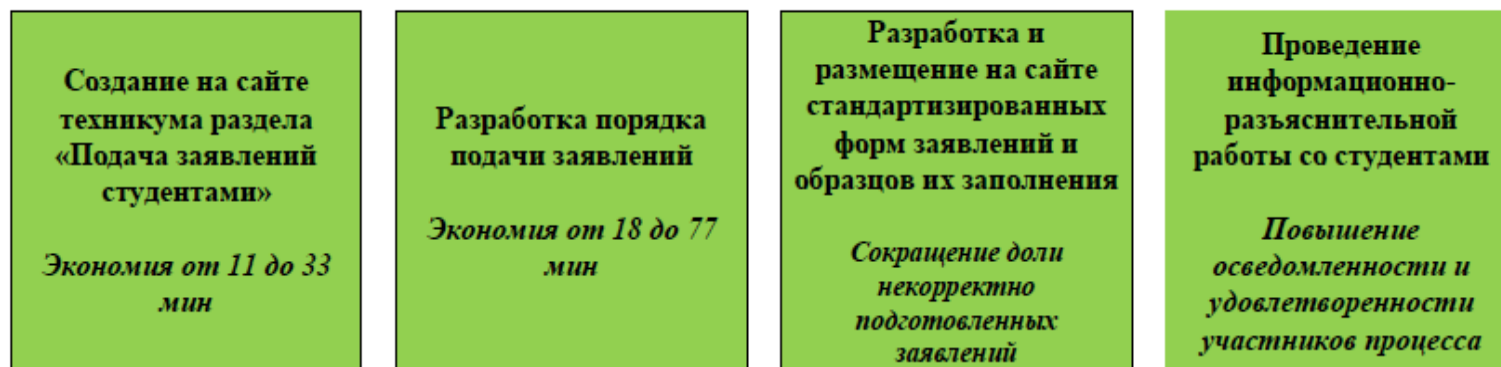 Создание на сайте
техникума раздела
«Подача заявлений
студентами»
Экономия от 11 до 33
мин
Разработка порядка
подачи заявлений
Экономия от 18 до 77
мин
Разработка и
размещение на сайте
стандартизированных
форм заявлений и
образцов их заполнения
Сокращение доли
некорректно
подготовленных
заявлений
Проведение
информационно-
разъяснительной
работы со студентами
Повышение
осведомленности и
удовлетворенности
участников процесса